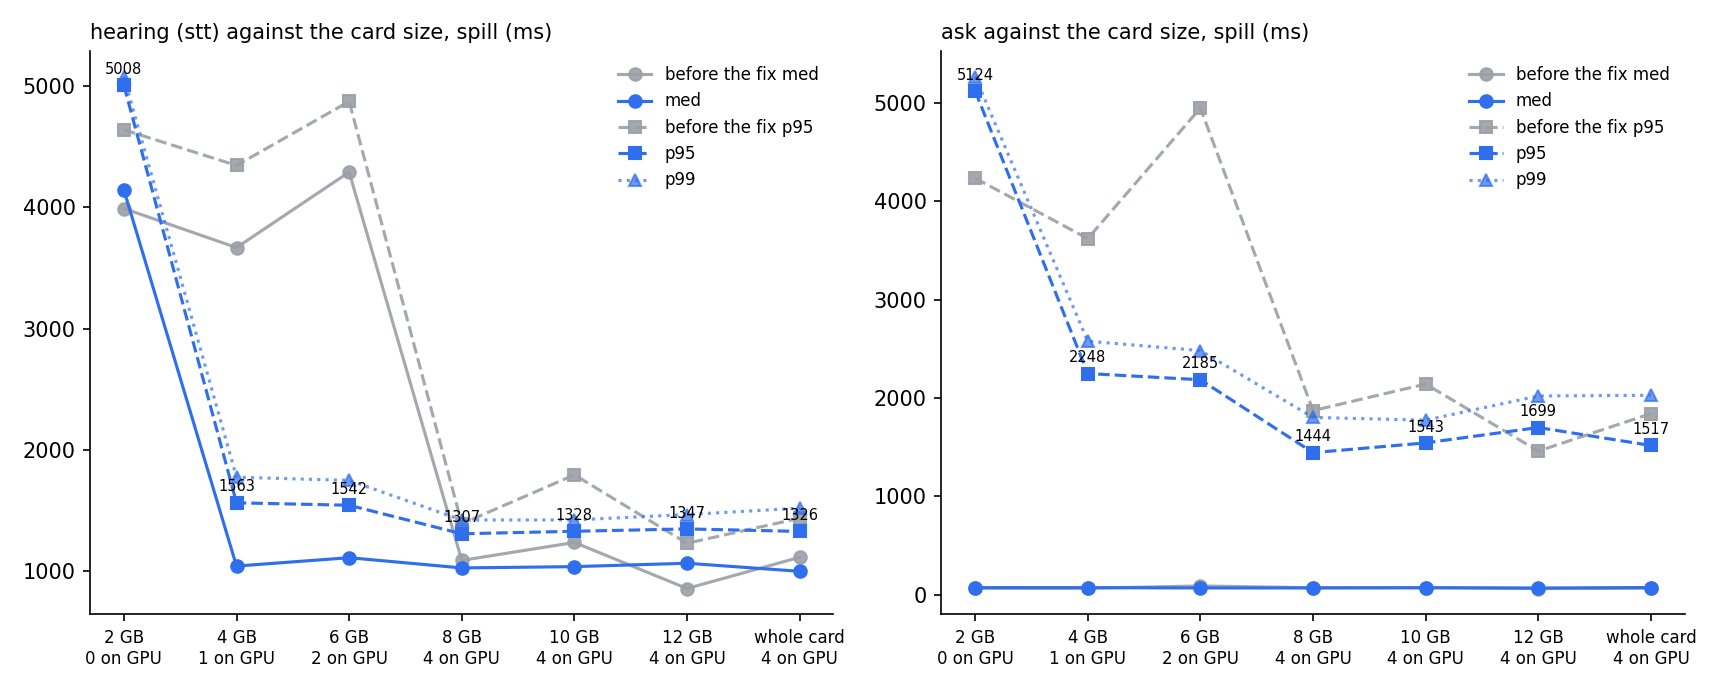 hearing (stt) against the card size, spill (ms)
5000
4000
3000
2000
1000
5008
1563
1542
1307
1328
1347
1326
before the fix med
med
before the fix p95
p95
p99
2 GB
0 on GPU
4 GB
1 on GPU
6 GB
2 on GPU
8 GB
4 on GPU
10 GB
4 on GPU
12 GB
4 on GPU
whole card
4 on GPU
ask against the card size, spill (ms)
5000
4000
3000
2000
1000
0
5124
2248
2185
1444
1543
1699
1517
before the fix med
med
before the fix p95
p95
p99
2 GB
0 on GPU
4 GB
1 on GPU
6 GB
2 on GPU
8 GB
4 on GPU
10 GB
4 on GPU
12 GB
4 on GPU
whole card
4 on GPU